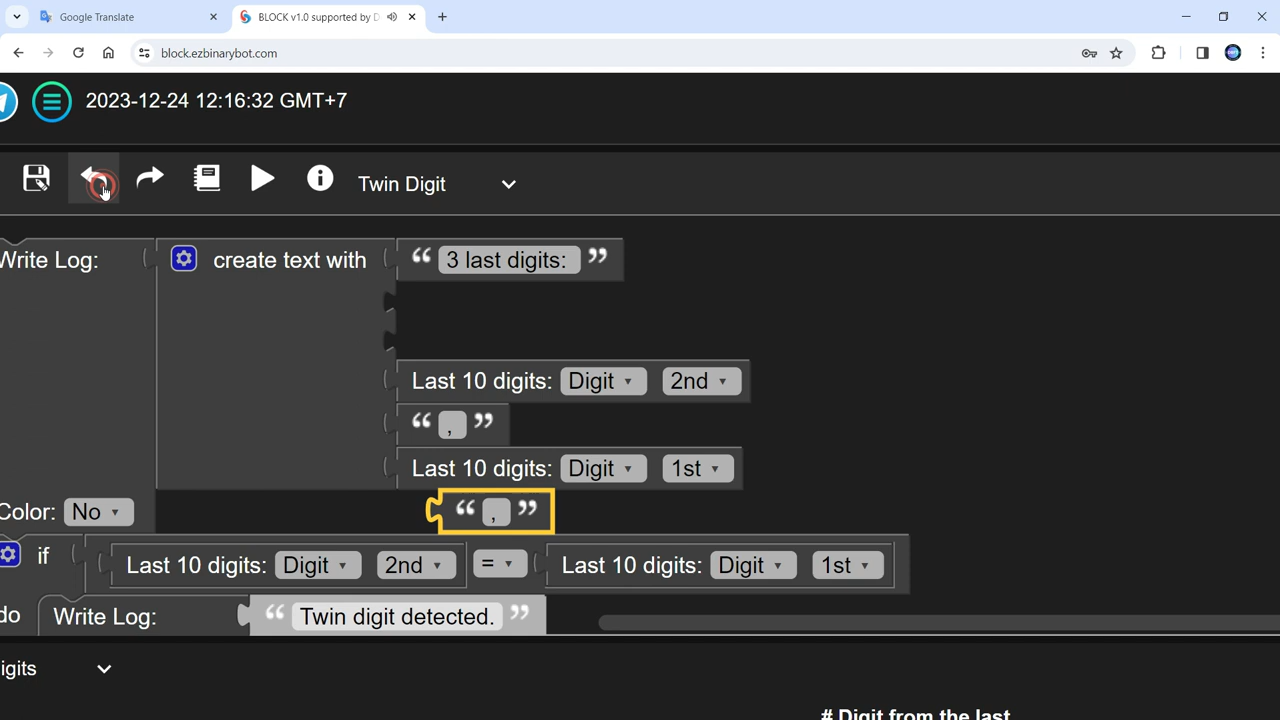 Google Translate
BLOCK v1.0 supported by D
block.ezbinarybot.com
2023-12-24 12:16:32 GMT+7
Twin Digit
Write Log:
create text with
“ 3 last digits: ”
Last 10 digits: Digit 2nd
“ , ”
Last 10 digits: Digit 1st
“ , ”
Color: No
if Last 10 digits: Digit 2nd = Last 10 digits: Digit 1st
do Write Log: “ Twin digit detected. ”
igits
# Digit from the last